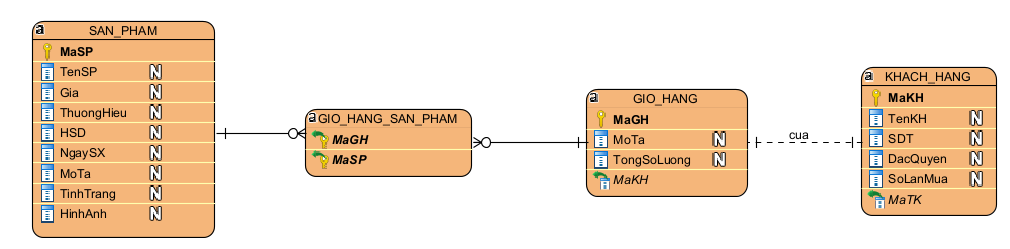 SAN_PHAM
MaSP
TenSP N
Gia N
ThuongHieu N
HSD N
NgaySX N
MoTa N
TinhTrang N
HinhAnh N
GIO_HANG_SAN_PHAM
MaGH
MaSP
GIO_HANG
MaGH
MoTa N
TongSoLuong N
MaKH
cua
KHACH_HANG
MaKH
TenKH N
SDT N
DacQuyen N
SoLanMua N
MaTK